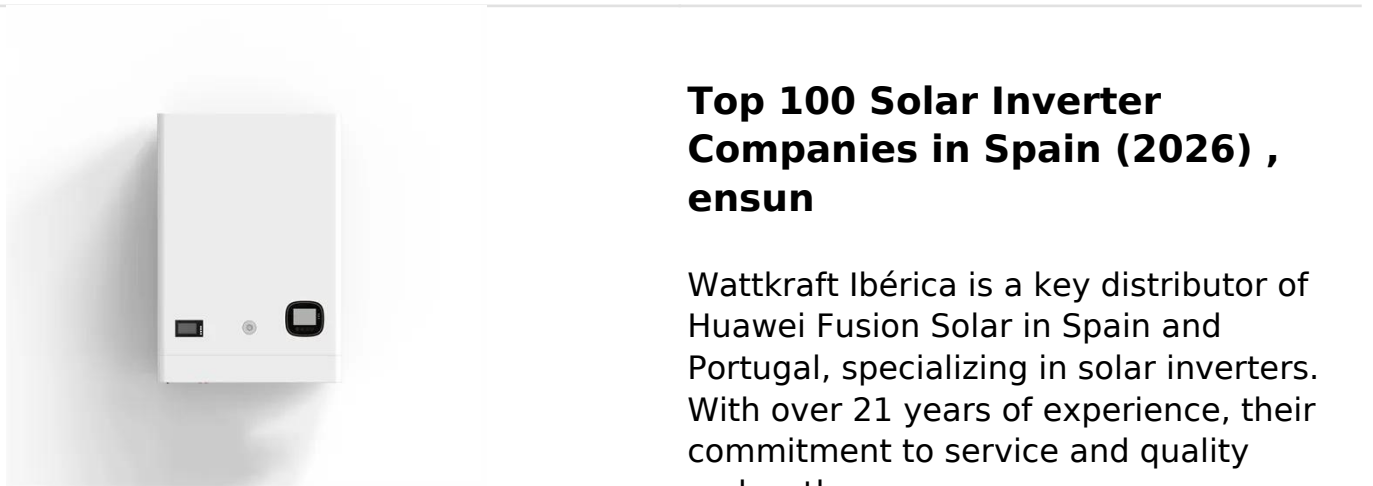 Top 100 Solar Inverter
Companies in Spain (2026) ,
ensun
Wattkraft Ibérica is a key distributor of
Huawei Fusion Solar in Spain and
Portugal, specializing in solar inverters.
With over 21 years of experience, their
commitment to service and quality